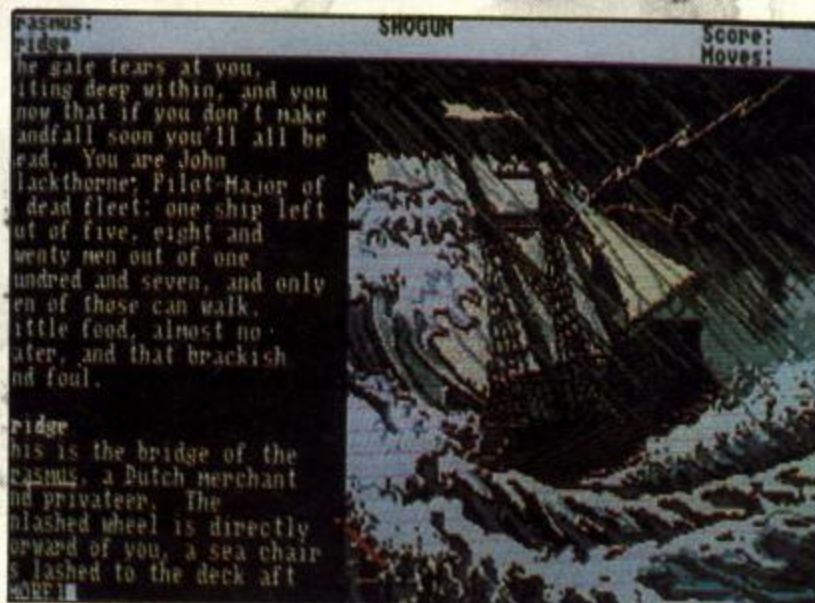 rasmus: SHOGUN Score:
ridge Moves:
he gale tears at you,
iting deep within, and you
now that if you don't make
andfall soon you'll all be
ead. You are John
lackthorne; Pilot-Major of
dead fleet: one ship left
ut of five, eight and
wenty men out of one
undred and seven, and only
en of those can walk.
ittle food, almost no
ater, and that brackish
nd foul.
ridge
his is the bridge of the
rasmus, a Dutch merchant
nd privateer. The
nlashed wheel is directly
orward of you, a sea chair
s lashed to the deck aft
MORE]